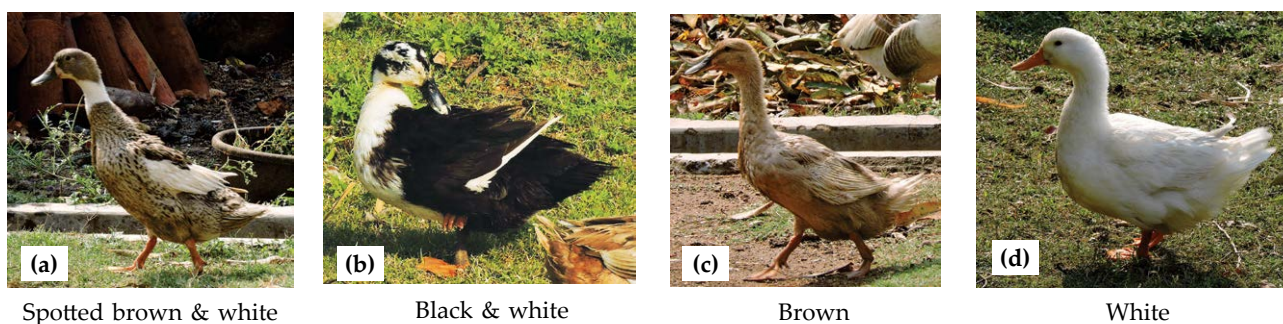 (a)
(b)
(c)
(d)
Spotted brown & white
Black & white
Brown
White